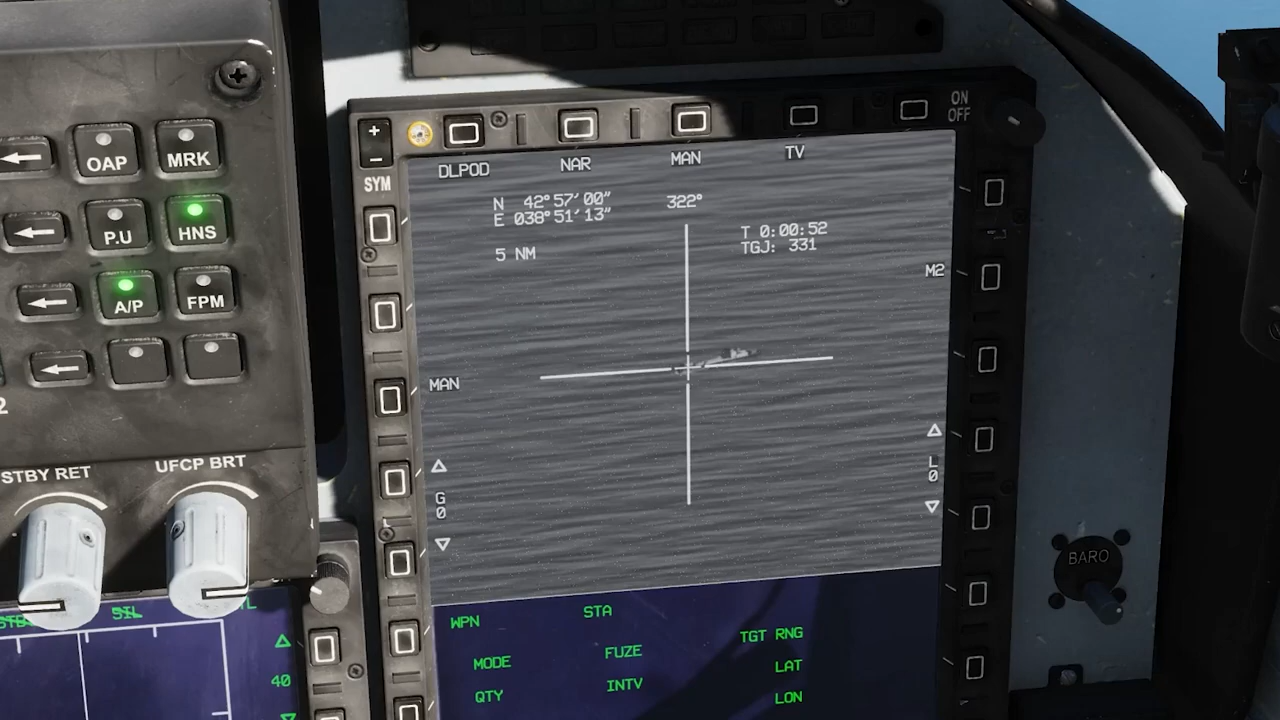 OAP
MRK
P.U
HNS
A/P
FPM
2
STBY RET
UFCP BRT
SIL
40
SYM
+
−
ON
OFF
DLPOD
NAR
MAN
TV
N 42°57′00″
E 038°51′13″
322°
5 NM
T 0:00:52
TGJ: 331
M2
MAN
G
0
L
0
BARO
WPN
STA
MODE
FUZE
TGT RNG
QTY
INTV
LAT
LON